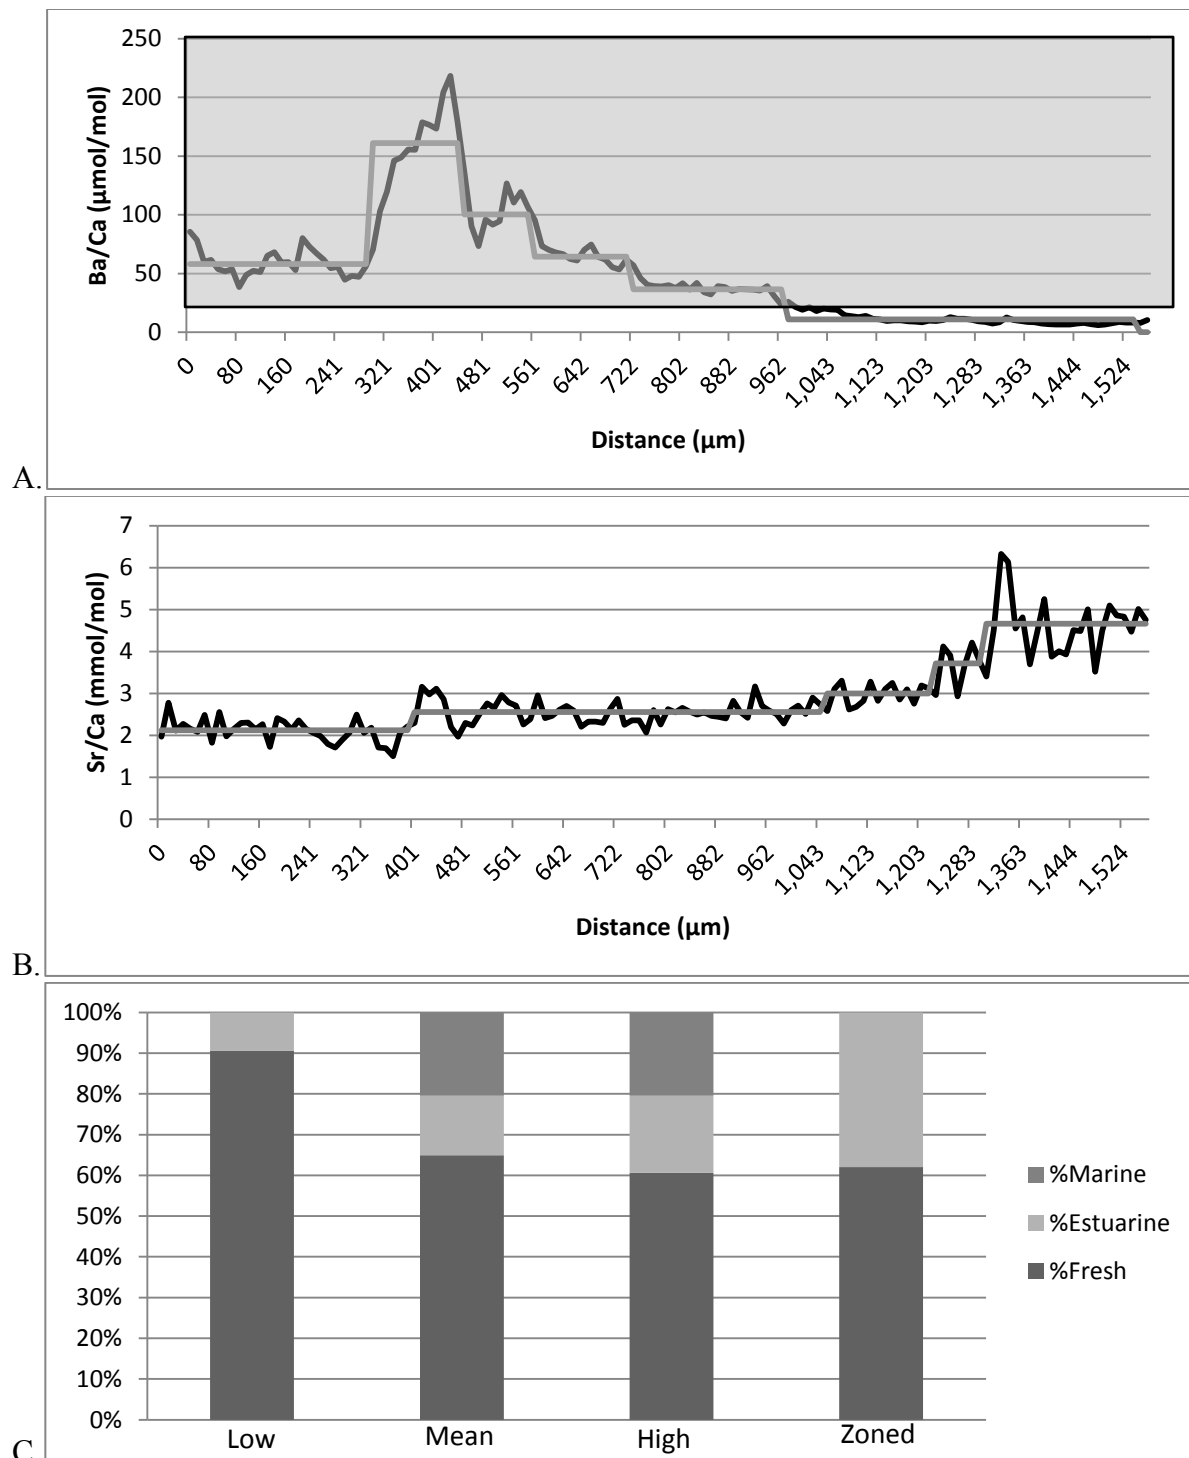 250
200
150
100
50
0
Ba/Ca (µmol/mol)
0 80 160 241 321 401 481 561 642 722 802 882 962 1,043 1,123 1,203 1,283 1,363 1,444 1,524
Distance (µm)
A.
7
6
5
4
3
2
1
0
Sr/Ca (mmol/mol)
0 80 160 241 321 401 481 561 642 722 802 882 962 1,043 1,123 1,203 1,283 1,363 1,444 1,524
Distance (µm)
B.
100%
90%
80%
70%
60%
50%
40%
30%
20%
10%
0%
Low Mean High Zoned
%Marine
%Estuarine
%Fresh
C